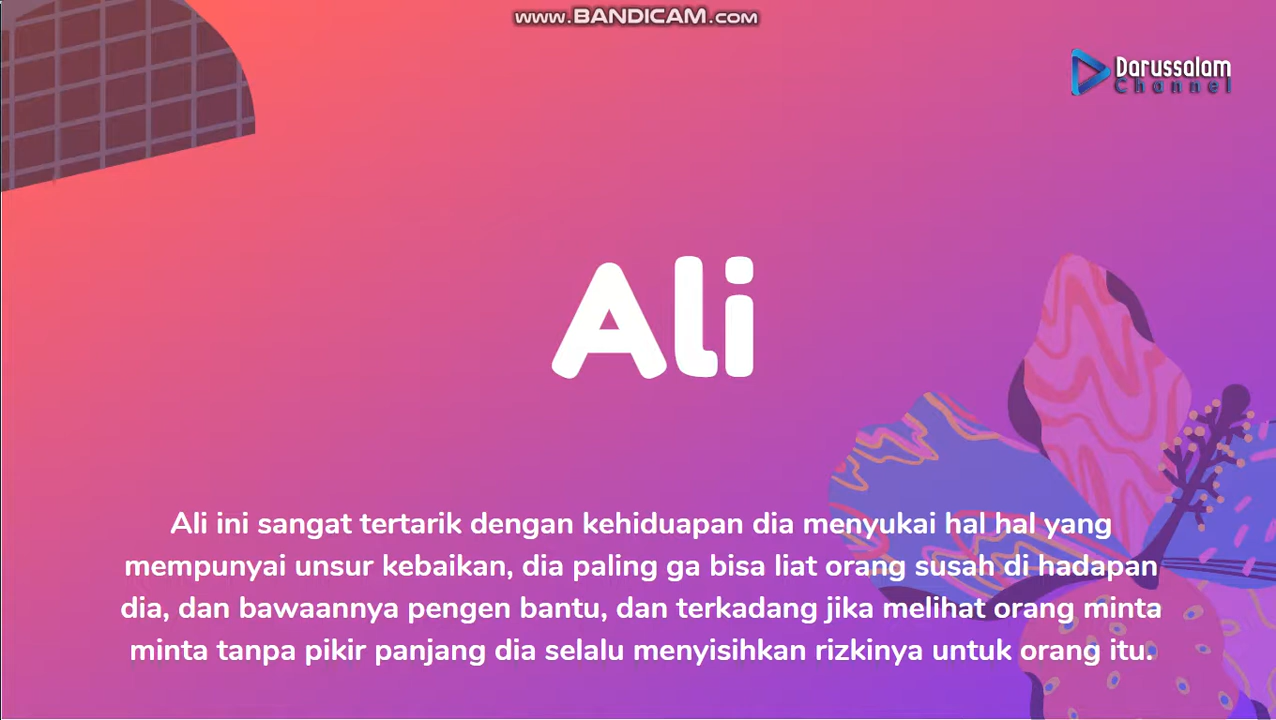 www.BANDICAM.com
Darussalam
Channel
Ali
Ali ini sangat tertarik dengan kehiduapan dia menyukai hal hal yang
mempunyai unsur kebaikan, dia paling ga bisa liat orang susah di hadapan
dia, dan bawaannya pengen bantu, dan terkadang jika melihat orang minta
minta tanpa pikir panjang dia selalu menyisihkan rizkinya untuk orang itu.